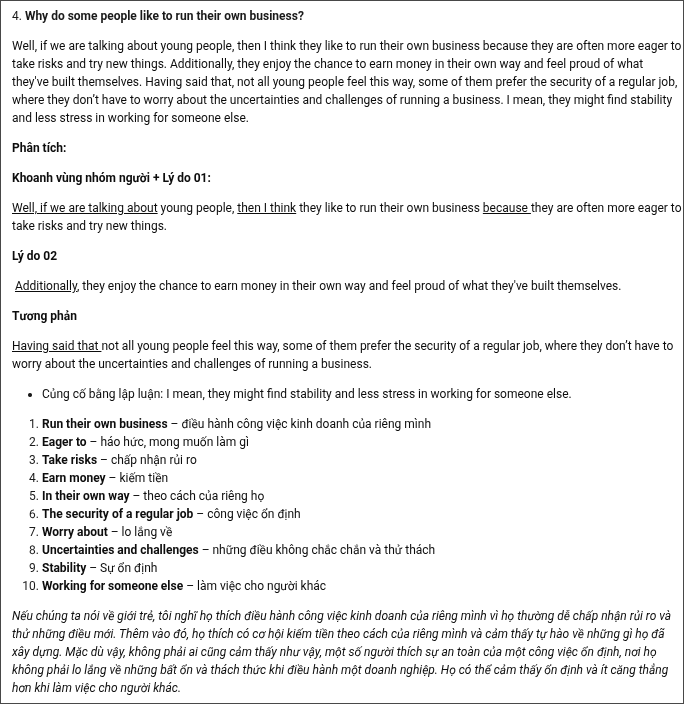 4. Why do some people like to run their own business?
Well, if we are talking about young people, then I think they like to run their own business because they are often more eager to
take risks and try new things. Additionally, they enjoy the chance to earn money in their own way and feel proud of what
they've built themselves. Having said that, not all young people feel this way, some of them prefer the security of a regular job,
where they don't have to worry about the uncertainties and challenges of running a business. I mean, they might find stability
and less stress in working for someone else.
Phân tích:
Khoanh vùng nhóm người + Lý do 01:
Well, if we are talking about young people, then I think they like to run their own business because they are often more eager to
take risks and try new things.
Lý do 02
Additionally, they enjoy the chance to earn money in their own way and feel proud of what they've built themselves.
Tương phản
Having said that not all young people feel this way, some of them prefer the security of a regular job, where they don't have to
worry about the uncertainties and challenges of running a business.
• Củng cố bằng lập luận: I mean, they might find stability and less stress in working for someone else.
1. Run their own business – điều hành công việc kinh doanh của riêng mình
2. Eager to – háo hức, mong muốn làm gì
3. Take risks – chấp nhận rủi ro
4. Earn money – kiếm tiền
5. In their own way – theo cách của riêng họ
6. The security of a regular job – công việc ổn định
7. Worry about – lo lắng về
8. Uncertainties and challenges – những điều không chắc chắn và thử thách
9. Stability – Sự ổn định
10. Working for someone else – làm việc cho người khác
Nếu chúng ta nói về giới trẻ, tôi nghĩ họ thích điều hành công việc kinh doanh của riêng mình vì họ thường dễ chấp nhận rủi ro và
thử những điều mới. Thêm vào đó, họ thích có cơ hội kiếm tiền theo cách của riêng mình và cảm thấy tự hào về những gì họ đã
xây dựng. Mặc dù vậy, không phải ai cũng cảm thấy như vậy, một số người thích sự an toàn của một công việc ổn định, nơi họ
không phải lo lắng về những bất ổn và thách thức khi điều hành một doanh nghiệp. Họ có thể cảm thấy ổn định và ít căng thẳng
hơn khi làm việc cho người khác.